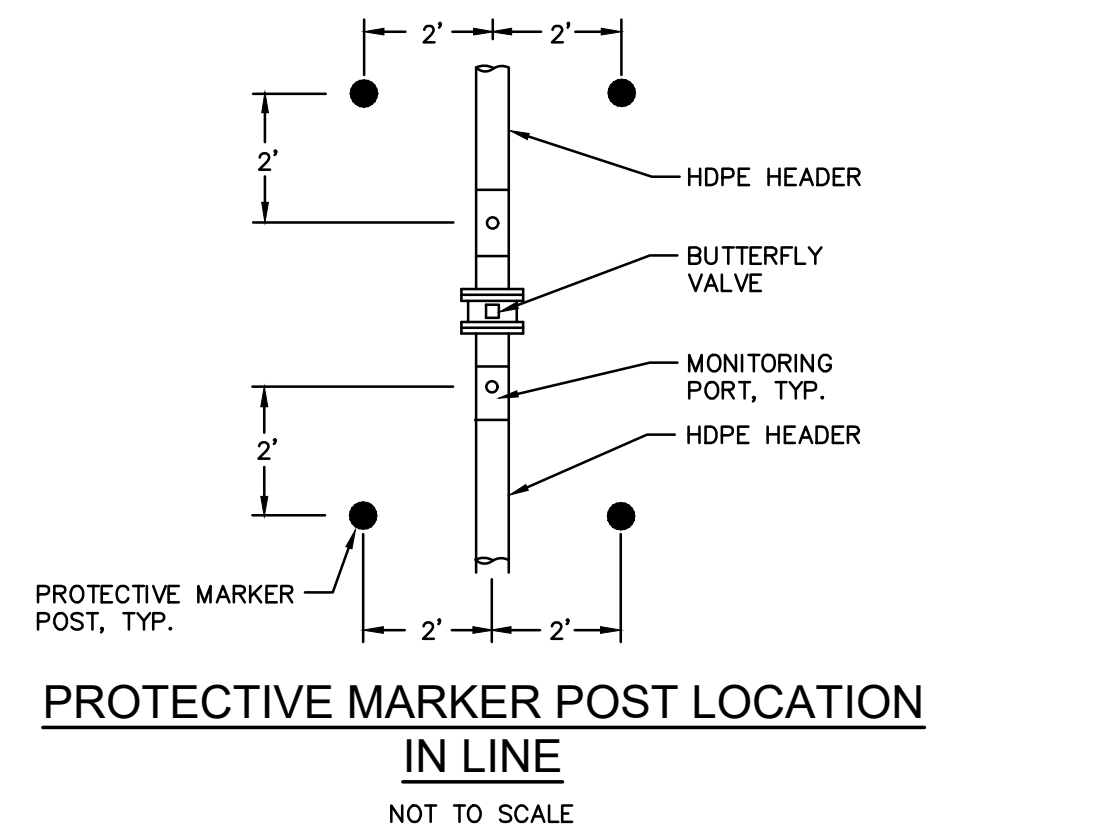 2' 2'
2'
HDPE HEADER
BUTTERFLY
VALVE
MONITORING
PORT, TYP.
HDPE HEADER
2'
PROTECTIVE MARKER
POST, TYP.
2' 2'
PROTECTIVE MARKER POST LOCATION
IN LINE
NOT TO SCALE